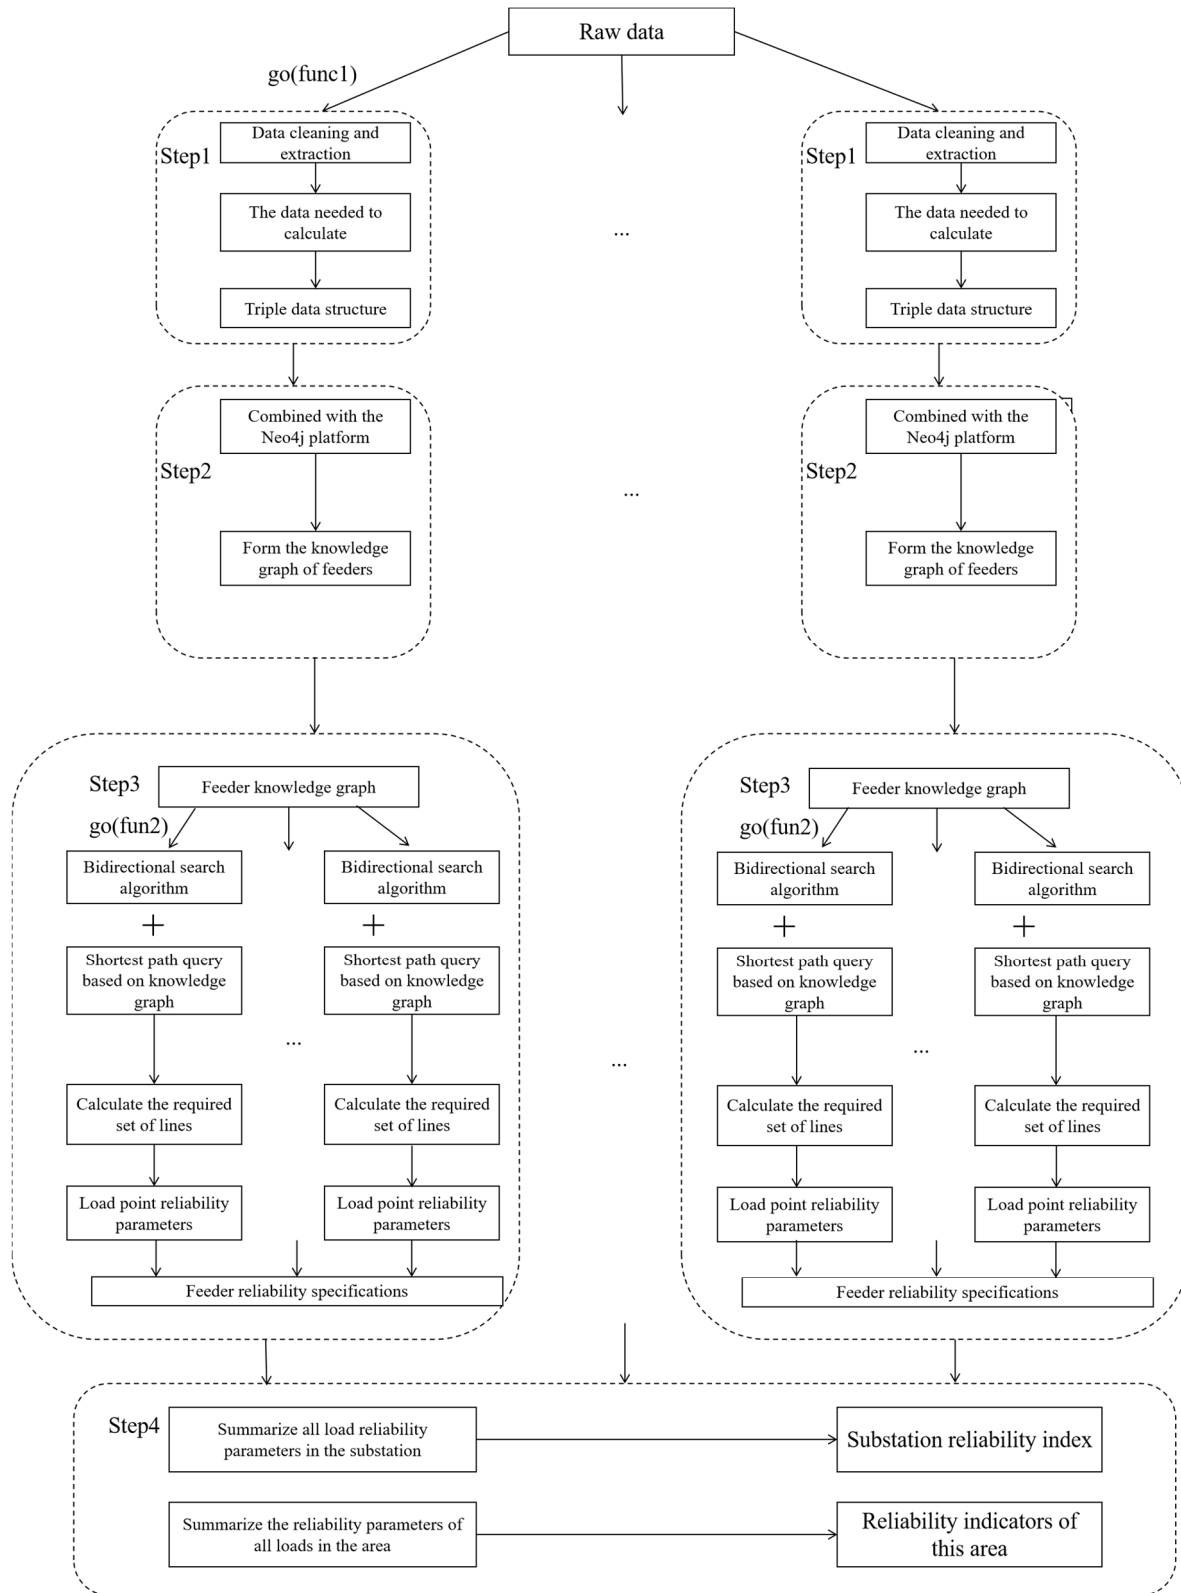 Raw data
go(func1)
Step1
Data cleaning and
extraction
The data needed to
calculate
Triple data structure
...
Step1
Data cleaning and
extraction
The data needed to
calculate
Triple data structure
Step2
Combined with the
Neo4j platform
Form the knowledge
graph of feeders
...
Step2
Combined with the
Neo4j platform
Form the knowledge
graph of feeders
Step3
Feeder knowledge graph
go(fun2)
Bidirectional search
algorithm
+
Shortest path query
based on knowledge
graph
Calculate the required
set of lines
Load point reliability
parameters
...
Bidirectional search
algorithm
+
Shortest path query
based on knowledge
graph
Calculate the required
set of lines
Load point reliability
parameters
Feeder reliability specifications
...
Step3
Feeder knowledge graph
go(fun2)
Bidirectional search
algorithm
+
Shortest path query
based on knowledge
graph
Calculate the required
set of lines
Load point reliability
parameters
...
Bidirectional search
algorithm
+
Shortest path query
based on knowledge
graph
Calculate the required
set of lines
Load point reliability
parameters
Feeder reliability specifications
Step4
Summarize all load reliability
parameters in the substation
Substation reliability index
Summarize the reliability parameters of
all loads in the area
Reliability indicators of
this area